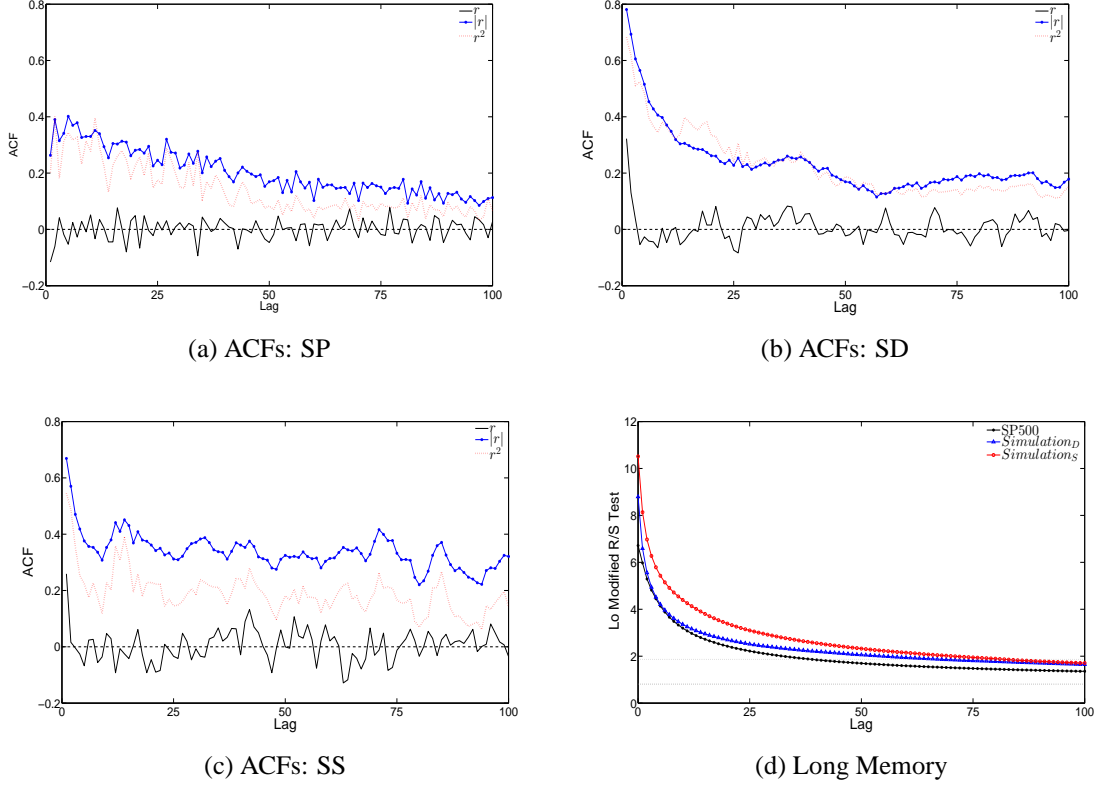 r
|r|
r²
0.8
0.6
0.4
0.2
0
−0.2
ACF
0
25
50
75
100
Lag
(a) ACFs: SP
r
|r|
r²
0.8
0.6
0.4
0.2
0
−0.2
ACF
0
25
50
75
100
Lag
(b) ACFs: SD
r
|r|
r²
0.8
0.6
0.4
0.2
0
−0.2
ACF
0
25
50
75
100
Lag
(c) ACFs: SS
SP500
Simulation_D
Simulation_S
12
10
8
6
4
2
0
Lo Modified R/S Test
0
25
50
75
100
Lag
(d) Long Memory